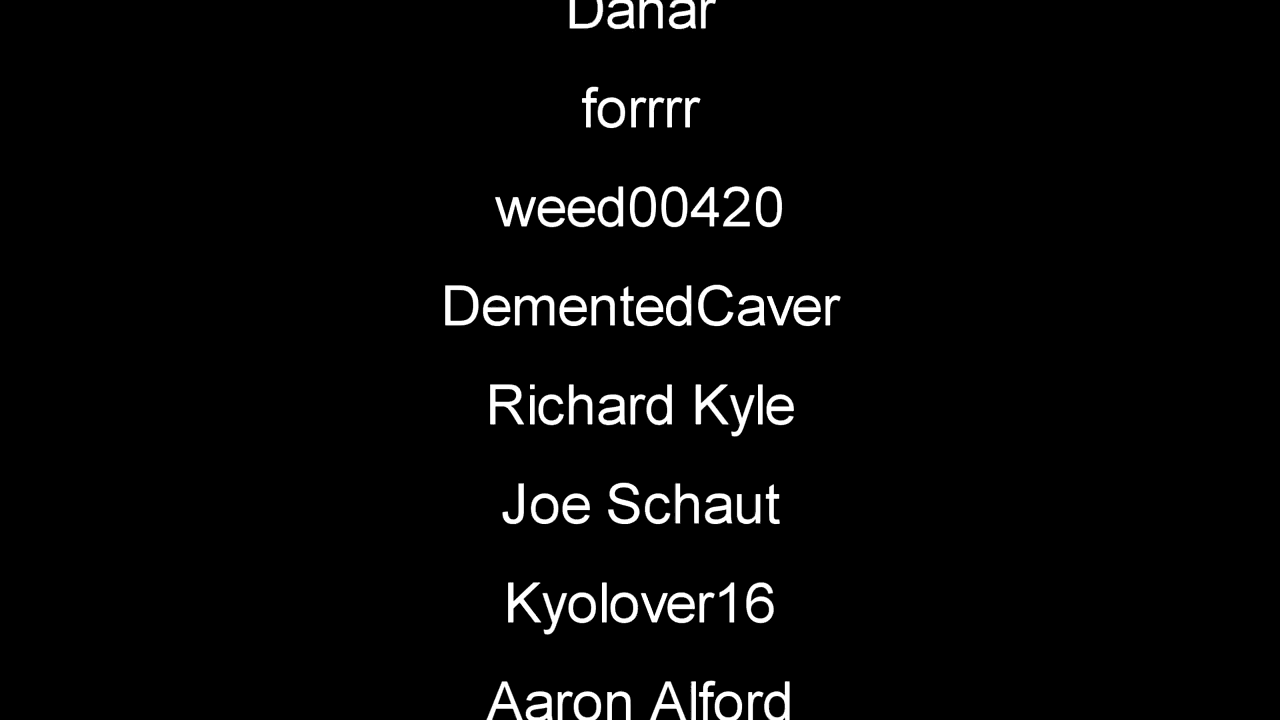 forrrr
weed00420
DementedCaver
Richard Kyle
Joe Schaut
Kyolover16
Aaron Alford